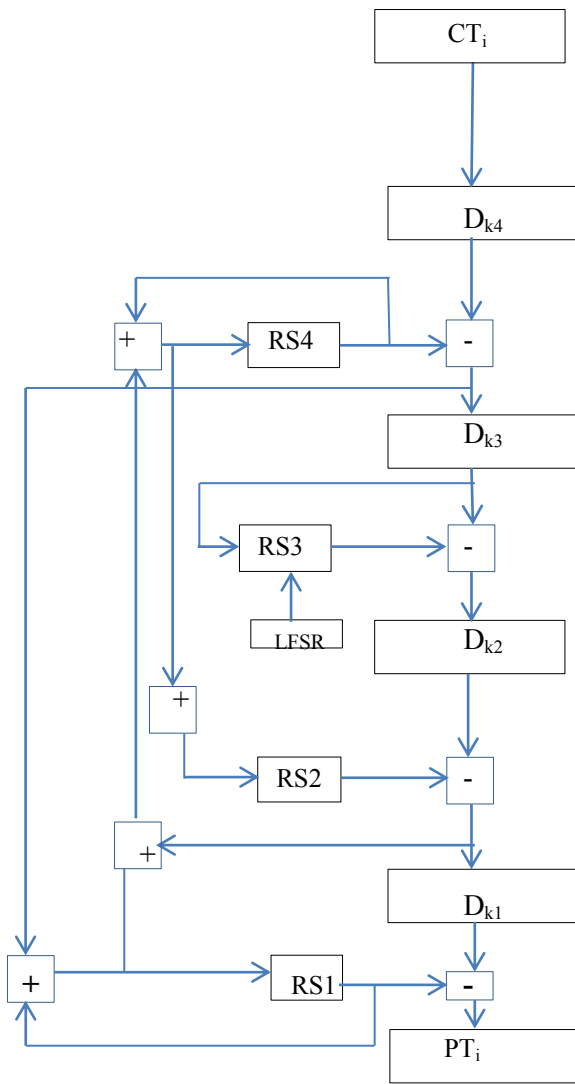 CTᵢ
Dₖ₄
+
RS4
-
Dₖ₃
RS3
-
LFSR
Dₖ₂
+
RS2
-
+
Dₖ₁
+
RS1
-
PTᵢ